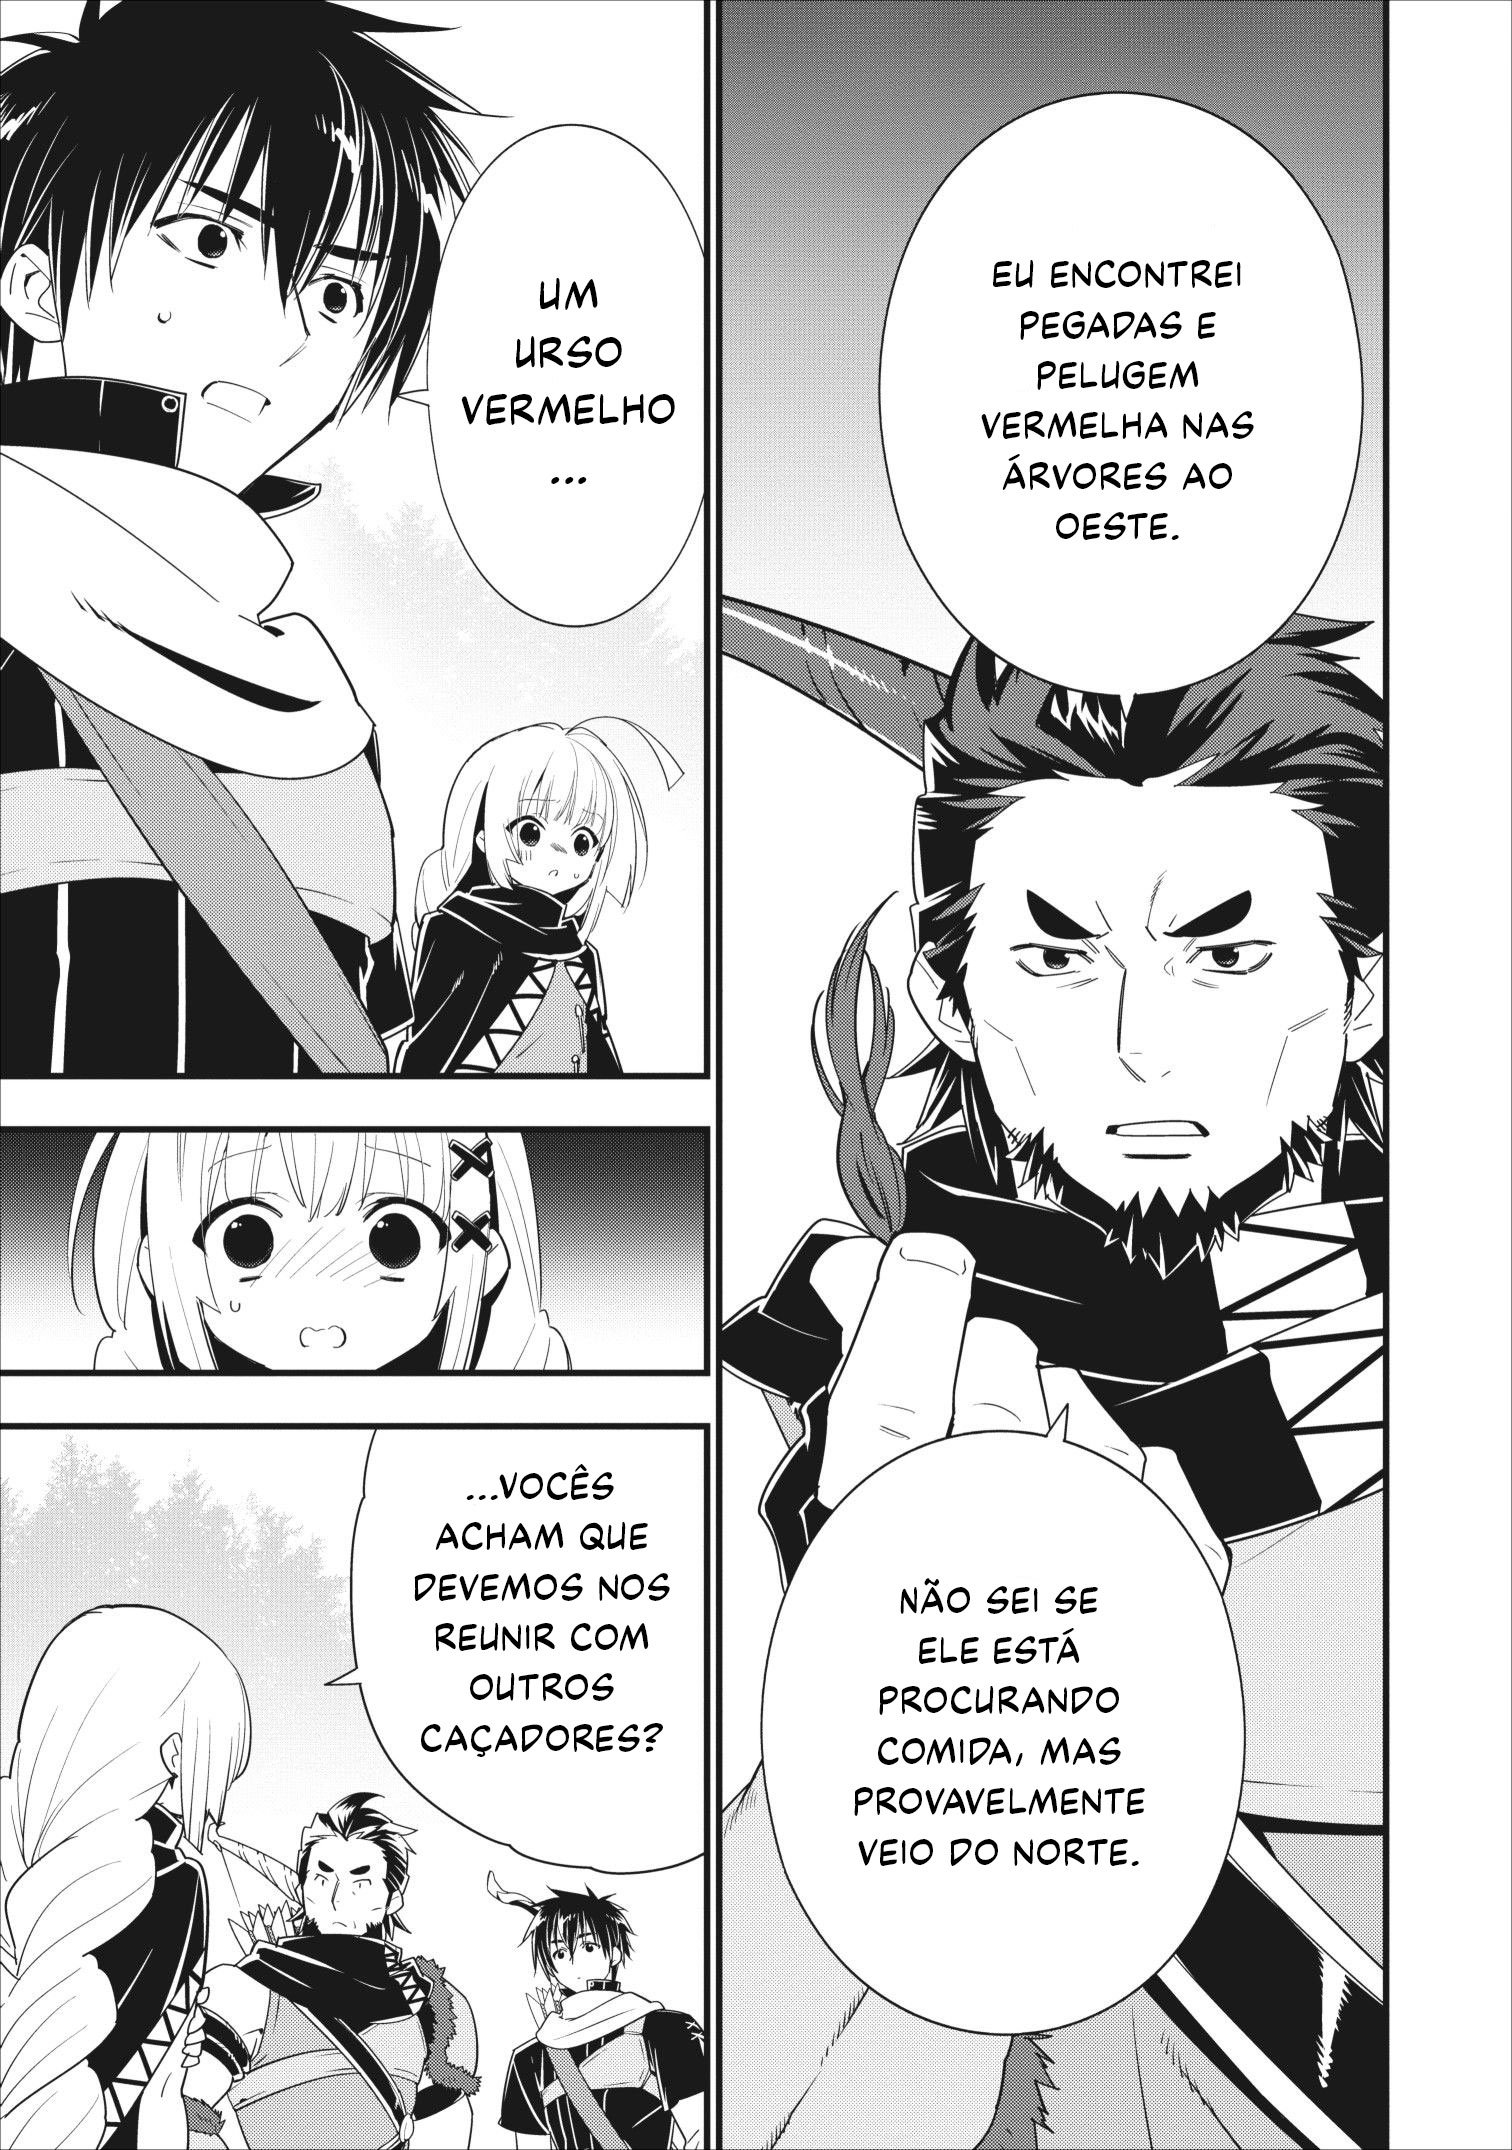 EU ENCONTREI
PEGADAS E
PELUGEM
VERMELHA NAS
ÁRVORES AO
OESTE.
NÃO SEI SE
ELE ESTÁ
PROCURANDO
COMIDA, MAS
PROVAVELMENTE
VEIO DO NORTE.
UM
URSO
VERMELHO
...
...VOCÊS
ACHAM QUE
DEVEMOS NOS
REUNIR COM
OUTROS
CAÇADORES?